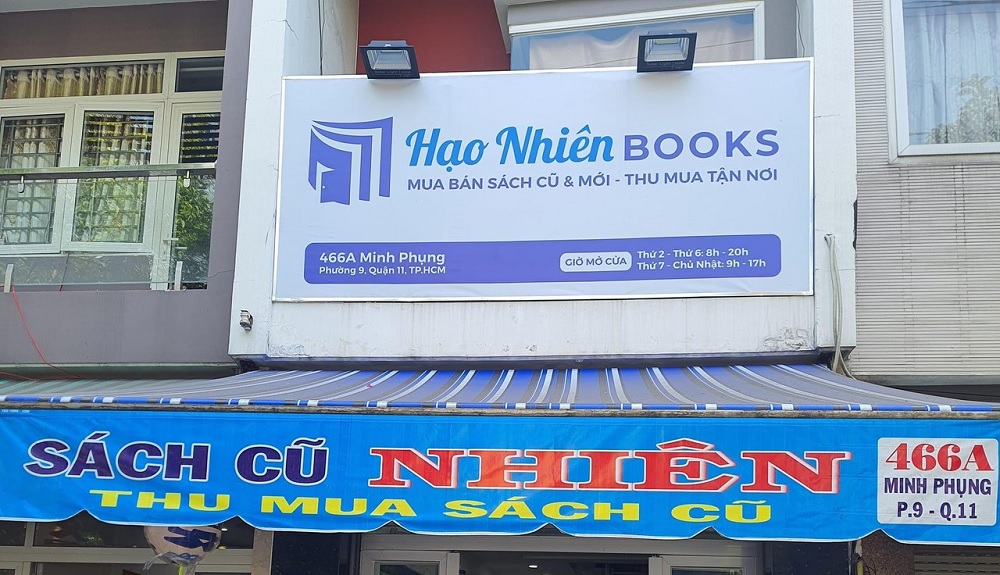 Hạo Nhiên BOOKS
MUA BÁN SÁCH CŨ & MỚI - THU MUA TẬN NƠI
466A Minh Phụng
Phường 9, Quận 11, TP.HCM
GIỜ MỞ CỬA
Thứ 2 - Thứ 6: 8h - 20h
Thứ 7 - Chủ Nhật: 9h - 17h
SÁCH CŨ NHIÊN
THU MUA SÁCH CŨ
466A
MINH PHỤNG
P.9 - Q.11